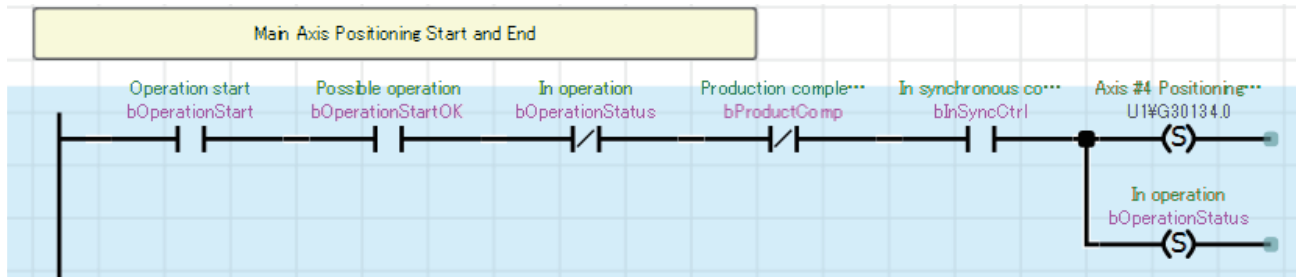 Main Axis Positioning Start and End
Operation start Possible operation In operation Production comple… In synchronous co… Axis #4 Positioning…
bOperationStart bOperationStartOK bOperationStatus bProductComp bInSyncCtrl U1¥G30134.0
(S)
In operation
bOperationStatus
(S)